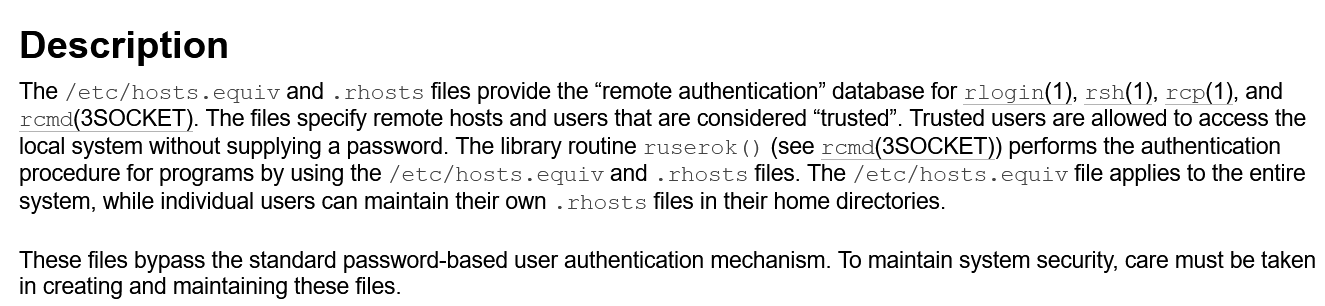 Description
The /etc/hosts.equiv and .rhosts files provide the “remote authentication” database for rlogin(1), rsh(1), rcp(1), and
rcmd(3SOCKET). The files specify remote hosts and users that are considered “trusted”. Trusted users are allowed to access the
local system without supplying a password. The library routine ruserok() (see rcmd(3SOCKET)) performs the authentication
procedure for programs by using the /etc/hosts.equiv and .rhosts files. The /etc/hosts.equiv file applies to the entire
system, while individual users can maintain their own .rhosts files in their home directories.
These files bypass the standard password-based user authentication mechanism. To maintain system security, care must be taken
in creating and maintaining these files.